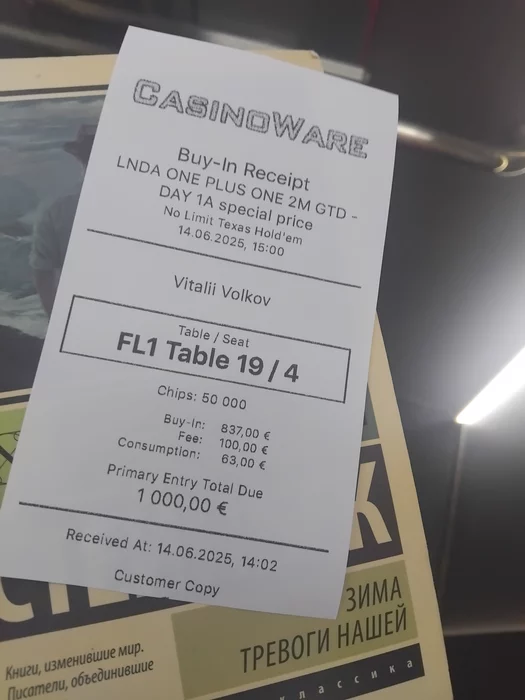 CASINOWARE
Buy-In Receipt
LNDA ONE PLUS ONE 2M GTD -
DAY 1A special price
No Limit Texas Hold'em
14.06.2025, 15:00
Vitalii Volkov
Table / Seat
FL1 Table 19 / 4
Chips: 50 000
Buy-In: 837,00 €
Fee: 100,00 €
Consumption: 63,00 €
Primary Entry Total Due
1 000,00 €
Received At: 14.06.2025, 14:02
Customer Copy
ЗИМА
ТРЕВОГИ НАШЕЙ
Книги, изменившие мир.
Писатели, объединившие
классика